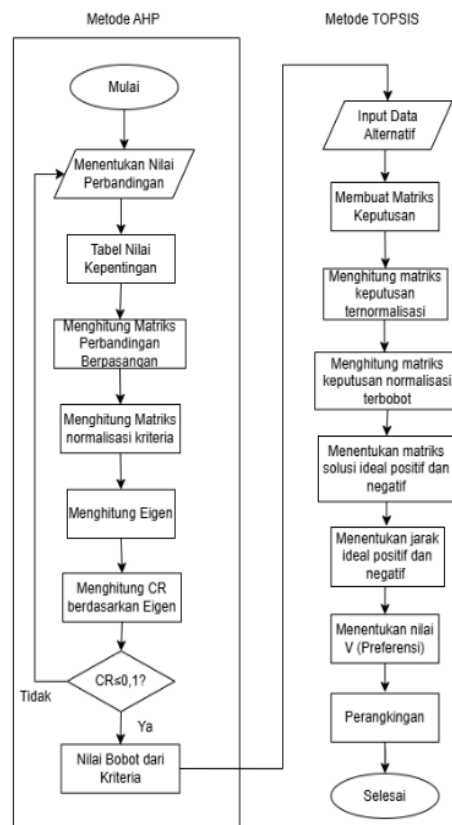 Metode AHP
Mulai
Menentukan Nilai
Perbandingan
Tabel Nilai
Kepentingan
Menghitung Matriks
Perbandingan
Berpasangan
Menghitung Matriks
normalisasi kriteria
Menghitung Eigen
Menghitung CR
berdasarkan Eigen
CR≤0,1?
Tidak
Ya
Nilai Bobot dari
Kriteria
Metode TOPSIS
Input Data
Alternatif
Membuat Matriks
Keputusan
Menghitung matriks
keputusan
ternormalisasi
Menghitung matriks
keputusan normalisasi
terbobot
Menentukan matriks
solusi ideal positif dan
negatif
Menentukan jarak
ideal positif dan
negatif
Menentukan nilai
V (Preferensi)
Perangkingan
Selesai